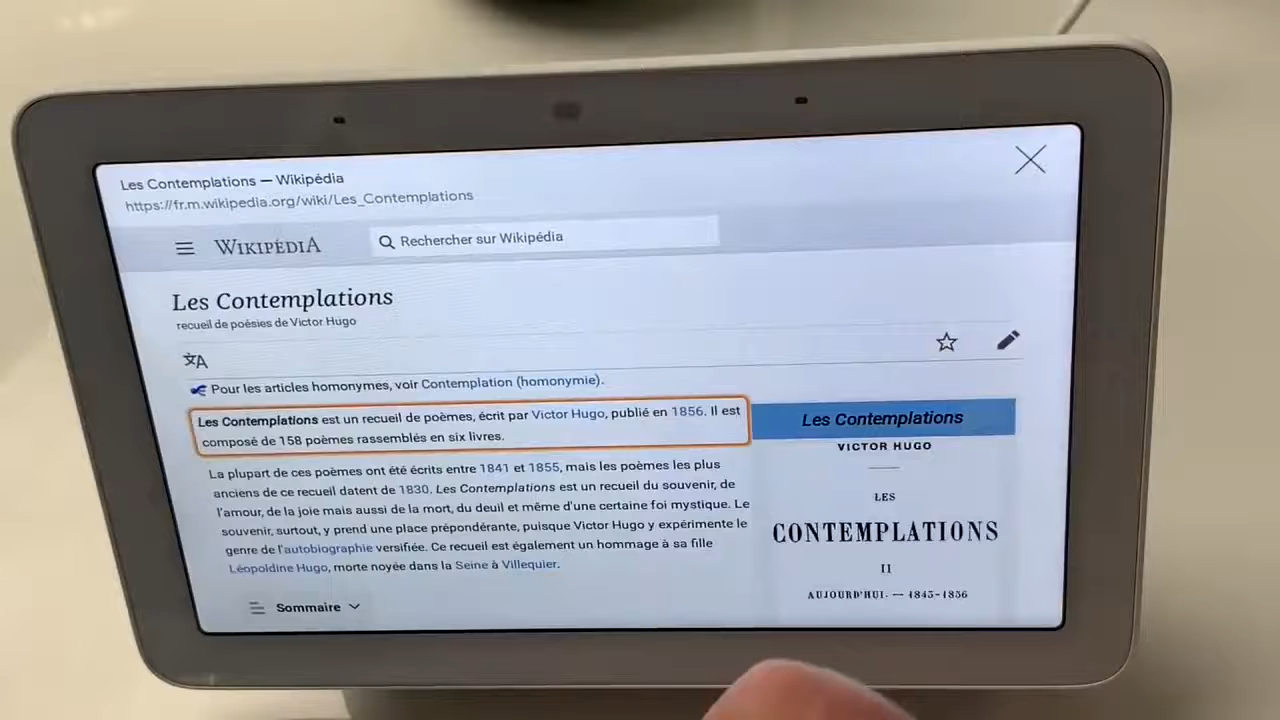 Les Contemplations — Wikipédia
https://fr.m.wikipedia.org/wiki/Les_Contemplations
WIKIPÉDIA
Rechercher sur Wikipédia
Les Contemplations
recueil de poésies de Victor Hugo
Pour les articles homonymes, voir Contemplation (homonymie).
Les Contemplations est un recueil de poèmes, écrit par Victor Hugo, publié en 1856. Il est
composé de 158 poèmes rassemblés en six livres.
La plupart de ces poèmes ont été écrits entre 1841 et 1855, mais les poèmes les plus
anciens de ce recueil datent de 1830. Les Contemplations est un recueil du souvenir, de
l'amour, de la joie mais aussi de la mort, du deuil et même d'une certaine foi mystique. Le
souvenir, surtout, y prend une place prépondérante, puisque Victor Hugo y expérimente le
genre de l'autobiographie versifiée. Ce recueil est également un hommage à sa fille
Léopoldine Hugo, morte noyée dans la Seine à Villequier.
Sommaire
Les Contemplations
VICTOR HUGO
LES
CONTEMPLATIONS
II
AUJOURD'HUI. — 1843-1856